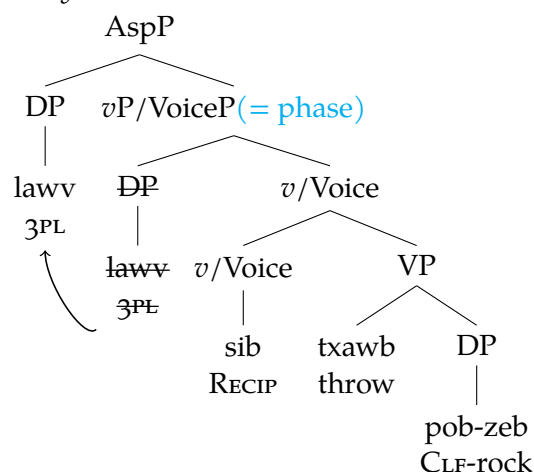 AspP
DP vP/VoiceP(= phase)
lawv DP v/Voice
3PL
lawv v/Voice VP
3PL
sib txawb DP
RECIP throw
pob-zeb
CLF-rock